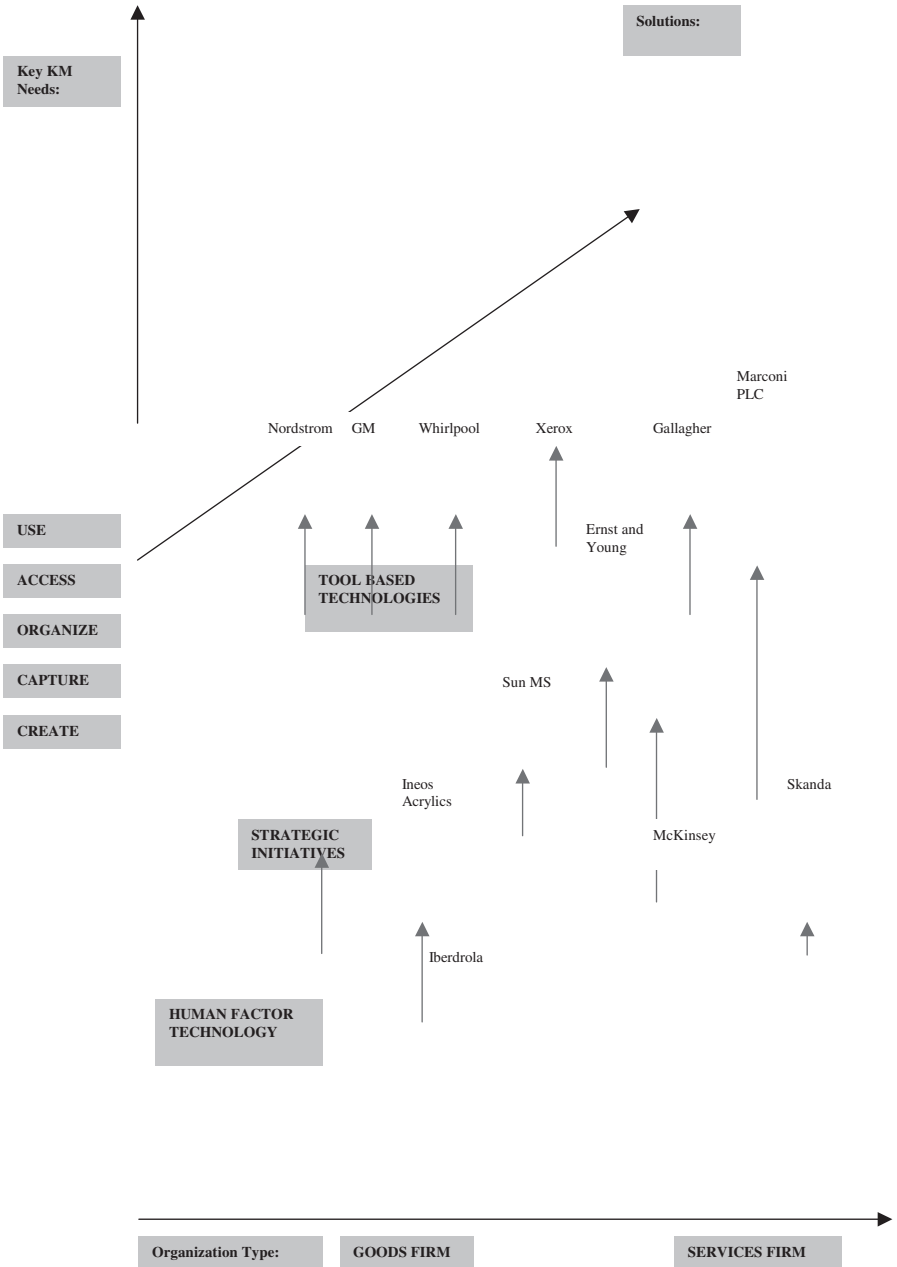 Solutions:
Key KM
Needs:
Marconi
PLC
Nordstrom
GM
Whirlpool
Xerox
Gallagher
USE
Ernst and
Young
ACCESS
TOOL BASED
TECHNOLOGIES
ORGANIZE
CAPTURE
Sun MS
CREATE
Ineos
Acrylics
Skanda
STRATEGIC
INITIATIVES
McKinsey
Iberdrola
HUMAN FACTOR
TECHNOLOGY
Organization Type:
GOODS FIRM
SERVICES FIRM